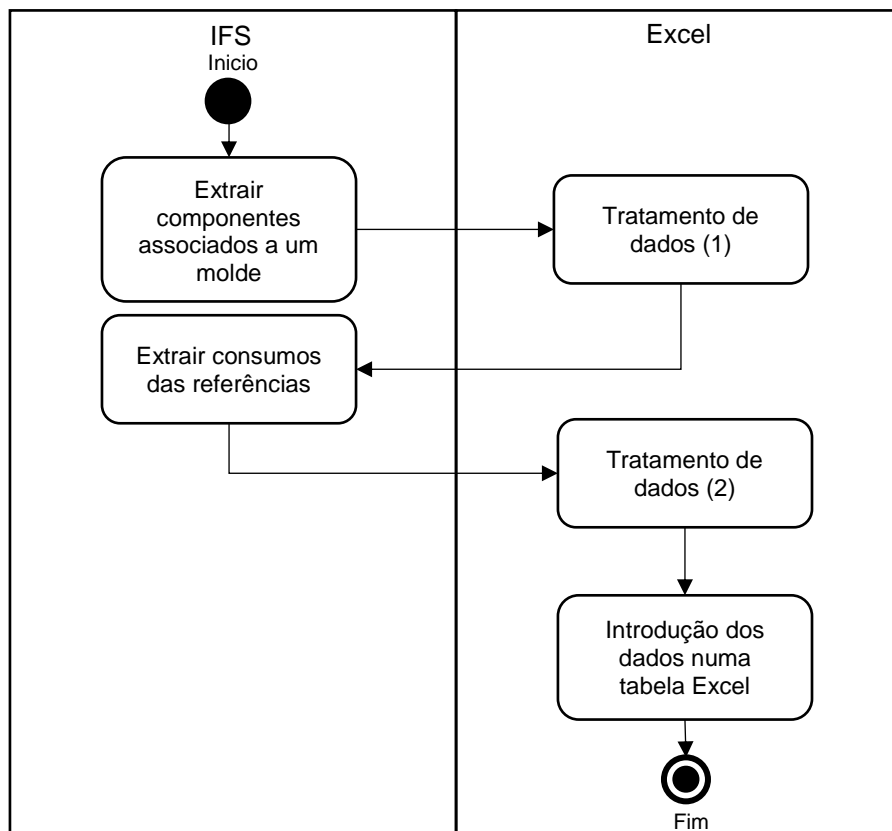 IFS
Excel
Inicio
Extrair
componentes
associados a um
molde
Tratamento de
dados (1)
Extrair consumos
das referências
Tratamento de
dados (2)
Introdução dos
dados numa
tabela Excel
Fim